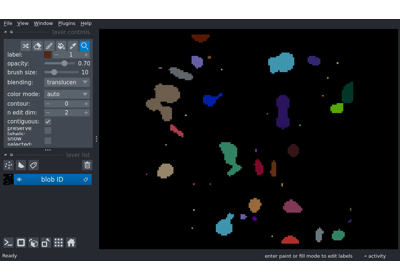 File View Window Plugins Help
layer controls
label: 1
opacity: 0.70
brush size: 10
blending: translucen
color mode: auto
contour: 0
n edit dim: 2
contiguous:
preserve labels:
show selected:
layer list
blob ID
Ready
enter paint or fill mode to edit labels
activity